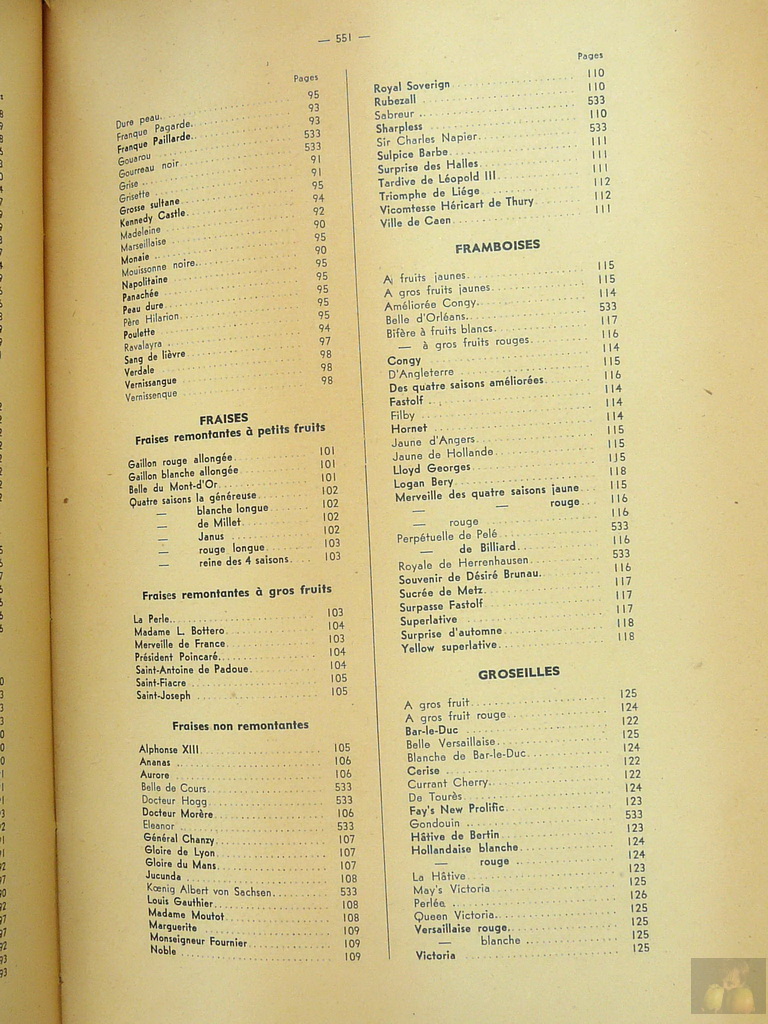 — 551 —
Pages
Dure peau 95
Franque Pagarde 93
Franque Paillarde 93
Gouarou 533
Gourreau noir 533
Grise 91
Grisette 91
Grosse sultane 95
Kennedy Castle 94
Madeleine 92
Marseillaise 90
Monaie 95
Mouissonne noire 90
Napolitaine 95
Panachée 95
Peau dure 95
Père Hilarion 95
Poulette 95
Ravalayra 94
Sang de lièvre 97
Verdale 98
Vernissangue 98
Vernissenque 98
FRAISES
Fraises remontantes à petits fruits
Gaillon rouge allongée 101
Gaillon blanche allongée 101
Belle du Mont-d'Or 101
Quatre saisons la généreuse 102
— blanche longue 102
— de Millet 102
— Janus 102
— rouge longue 103
— reine des 4 saisons 103
Fraises remontantes à gros fruits
La Perle 103
Madame L. Bottero 104
Merveille de France 103
Président Poincaré 104
Saint-Antoine de Padoue 104
Saint-Fiacre 105
Saint-Joseph 105
Fraises non remontantes
Alphonse XIII 105
Ananas 106
Aurore 106
Belle de Cours 533
Docteur Hogg 533
Docteur Morère 106
Eleanor 533
Général Chanzy 107
Gloire de Lyon 107
Gloire du Mans 107
Jucunda 108
Kœnig Albert von Sachsen 533
Louis Gauthier 108
Madame Moutot 108
Marguerite 109
Monseigneur Fournier 109
Noble 109
Pages
Royal Soverign 110
Rubezall 110
Sabreur 533
Sharpless 110
Sir Charles Napier 533
Sulpice Barbe 111
Surprise des Halles 111
Tardive de Léopold III 111
Triomphe de Liége 112
Vicomtesse Héricart de Thury 112
Ville de Caen 111
FRAMBOISES
A fruits jaunes 115
A gros fruits jaunes 115
Améliorée Congy 114
Belle d'Orléans 533
Bifère à fruits blancs 117
— à gros fruits rouges 116
Congy 114
D'Angleterre 115
Des quatre saisons améliorées 116
Fastolf 114
Filby 114
Hornet 114
Jaune d'Angers 115
Jaune de Hollande 115
Lloyd Georges 115
Logan Bery 118
Merveille des quatre saisons jaune 115
— — rouge 116
— rouge 116
Perpétuelle de Pelé 533
— de Billiard 116
Royale de Herrenhausen 533
Souvenir de Désiré Brunau 116
Sucrée de Metz 117
Surpasse Fastolf 117
Superlative 117
Surprise d'automne 118
Yellow superlative 118
GROSEILLES
A gros fruit 125
A gros fruit rouge 124
Bar-le-Duc 122
Belle Versaillaise 125
Blanche de Bar-le-Duc 124
Cerise 122
Currant Cherry 122
De Tourès 124
Fay's New Prolific 123
Gondouin 533
Hâtive de Bertin 123
Hollandaise blanche 124
— rouge 124
La Hâtive 123
May's Victoria 125
Perlée 126
Queen Victoria 125
Versaillaise rouge 125
— blanche 125
Victoria 125